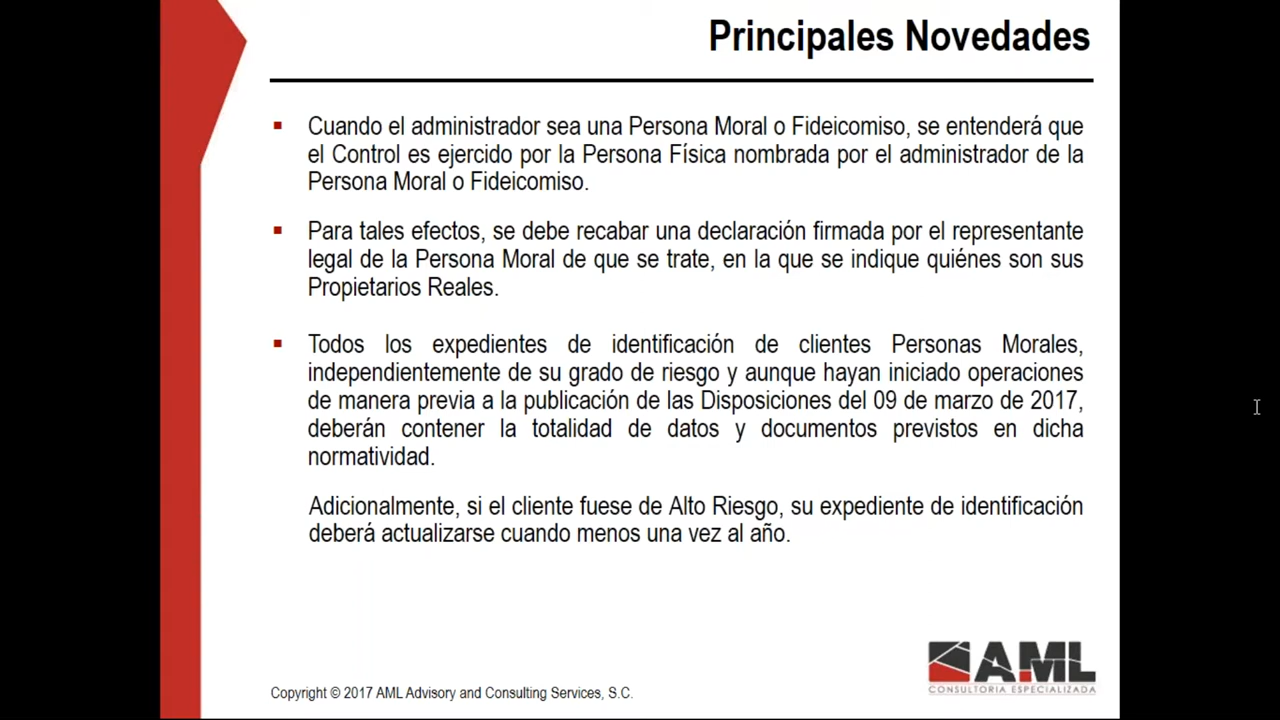 Principales Novedades
Cuando el administrador sea una Persona Moral o Fideicomiso, se entenderá que
el Control es ejercido por la Persona Física nombrada por el administrador de la
Persona Moral o Fideicomiso.
Para tales efectos, se debe recabar una declaración firmada por el representante
legal de la Persona Moral de que se trate, en la que se indique quiénes son sus
Propietarios Reales.
Todos los expedientes de identificación de clientes Personas Morales,
independientemente de su grado de riesgo y aunque hayan iniciado operaciones
de manera previa a la publicación de las Disposiciones del 09 de marzo de 2017,
deberán contener la totalidad de datos y documentos previstos en dicha
normatividad.
Adicionalmente, si el cliente fuese de Alto Riesgo, su expediente de identificación
deberá actualizarse cuando menos una vez al año.
AML
CONSULTORIA ESPECIALIZADA
Copyright © 2017 AML Advisory and Consulting Services, S.C.